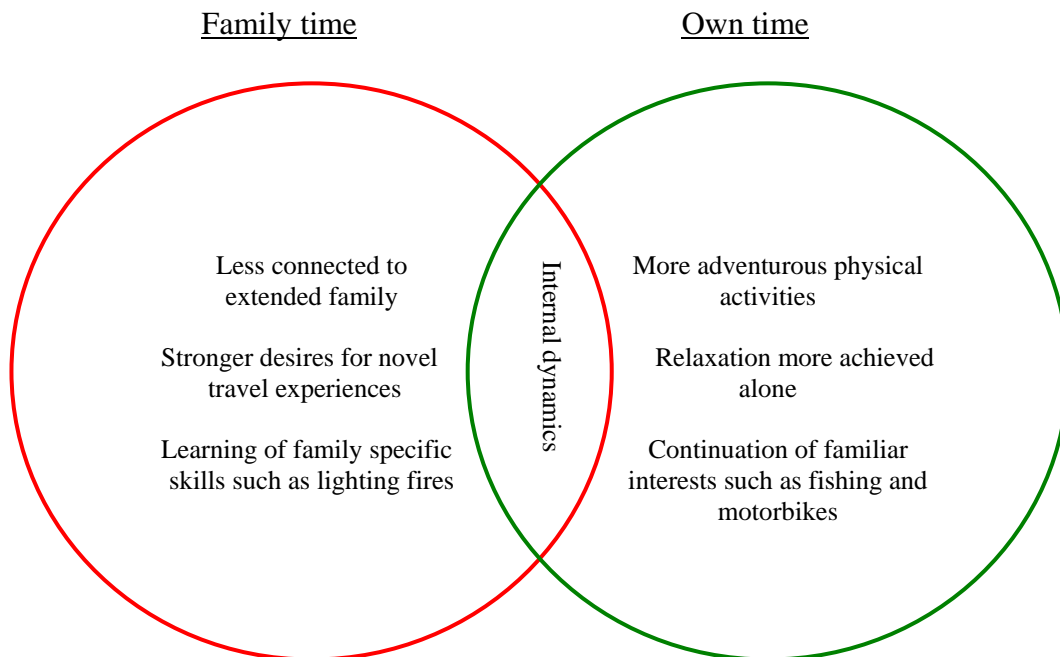 Family time
Own time
Less connected to
extended family
Stronger desires for novel
travel experiences
Learning of family specific
skills such as lighting fires
Internal dynamics
More adventurous physical
activities
Relaxation more achieved
alone
Continuation of familiar
interests such as fishing and
motorbikes